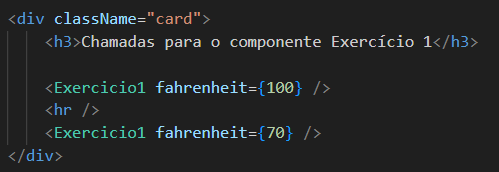 <div className="card">
<h3>Chamadas para o componente Exercício 1</h3>
<Exercicio1 fahrenheit={100} />
<hr />
<Exercicio1 fahrenheit={70} />
</div>